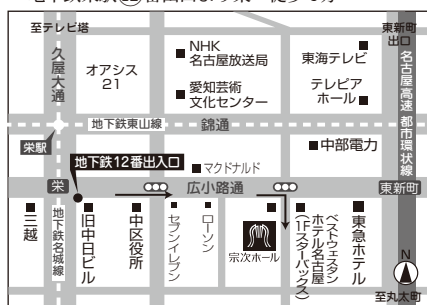 至テレビ塔
久屋大通
オアシス
21
NHK
名古屋放送局
愛知芸術
文化センター
東海テレビ
テレピア
ホール
東新町
出口
名古屋高速 都市環状線
地下鉄東山線
錦通
栄駅
中部電力
地下鉄12番出入口
マクドナルド
栄
広小路通
東新町
三越
地下鉄名城線
旧中日ビル
中区役所
セブンイレブン
ローソン
宗次ホール
ベストウェスタン
ホテル名古屋
(1Fスターバックス)
東急ホテル
N
至丸太町